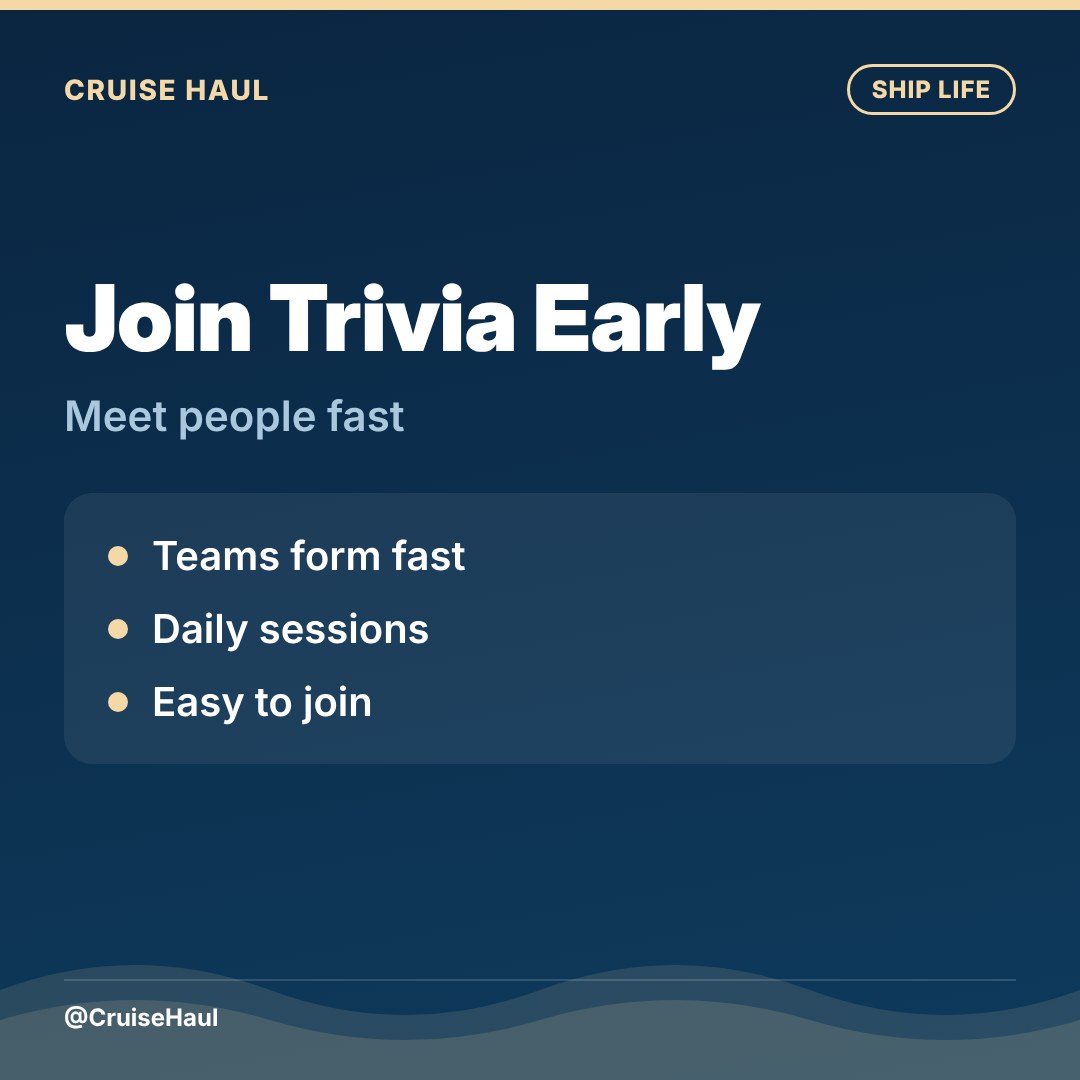 CRUISE HAUL
SHIP LIFE
Join Trivia Early
Meet people fast
Teams form fast
Daily sessions
Easy to join
@CruiseHaul